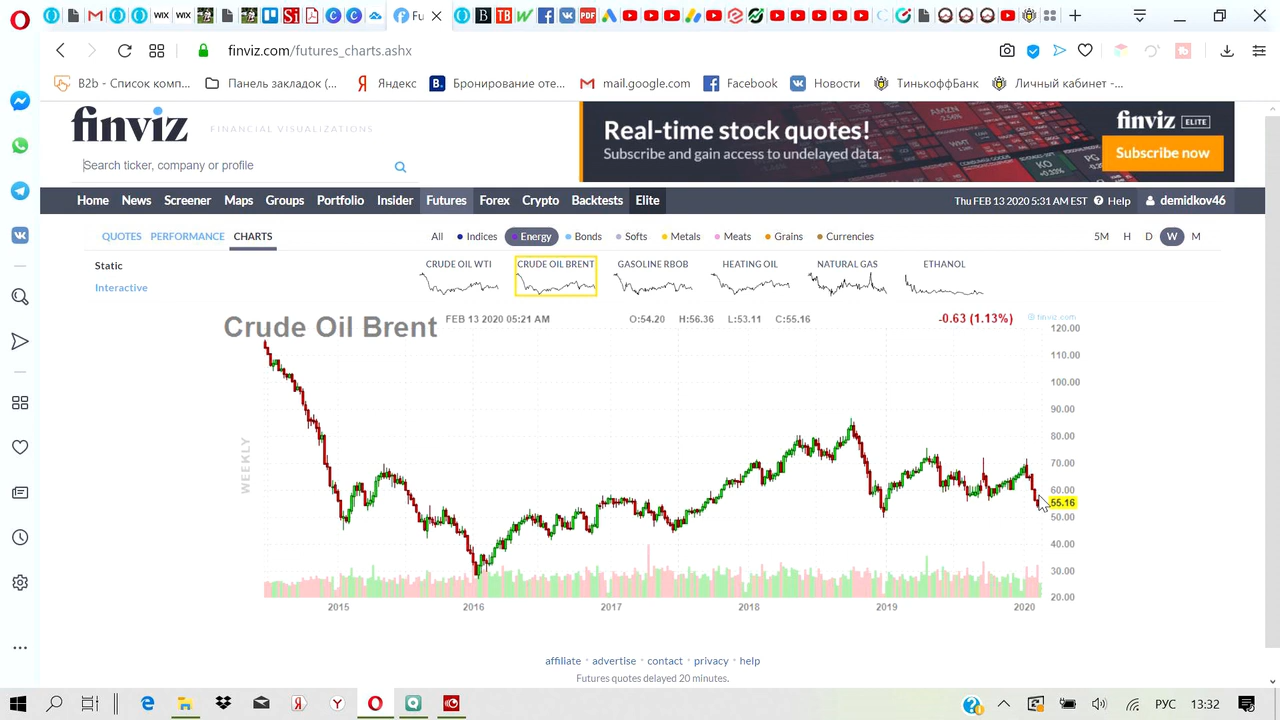 Fu
finviz.com/futures_charts.ashx
B2b - Список комп...
Панель закладок (...
Яндекс
Бронирование оте...
mail.google.com
Facebook
Новости
ТинькоффБанк
Личный кабинет -...
finviz FINANCIAL VISUALIZATIONS
Real-time stock quotes!
Subscribe and gain access to undelayed data.
finviz ELITE
Subscribe now
Search ticker, company or profile
Home News Screener Maps Groups Portfolio Insider Futures Forex Crypto Backtests Elite
Thu FEB 13 2020 5:31 AM EST Help demidkov46
QUOTES PERFORMANCE CHARTS
All Indices Energy Bonds Softs Metals Meats Grains Currencies
5M H D W M
Static
Interactive
CRUDE OIL WTI CRUDE OIL BRENT GASOLINE RBOB HEATING OIL NATURAL GAS ETHANOL
Crude Oil Brent FEB 13 2020 05:21 AM O:54.20 H:56.36 L:53.11 C:55.16 -0.63 (1.13%) © finviz.com
120.00
110.00
100.00
90.00
80.00
70.00
60.00
55.16
50.00
40.00
30.00
20.00
WEEKLY
2015 2016 2017 2018 2019 2020
affiliate · advertise · contact · privacy · help
Futures quotes delayed 20 minutes.
РУС 13:32